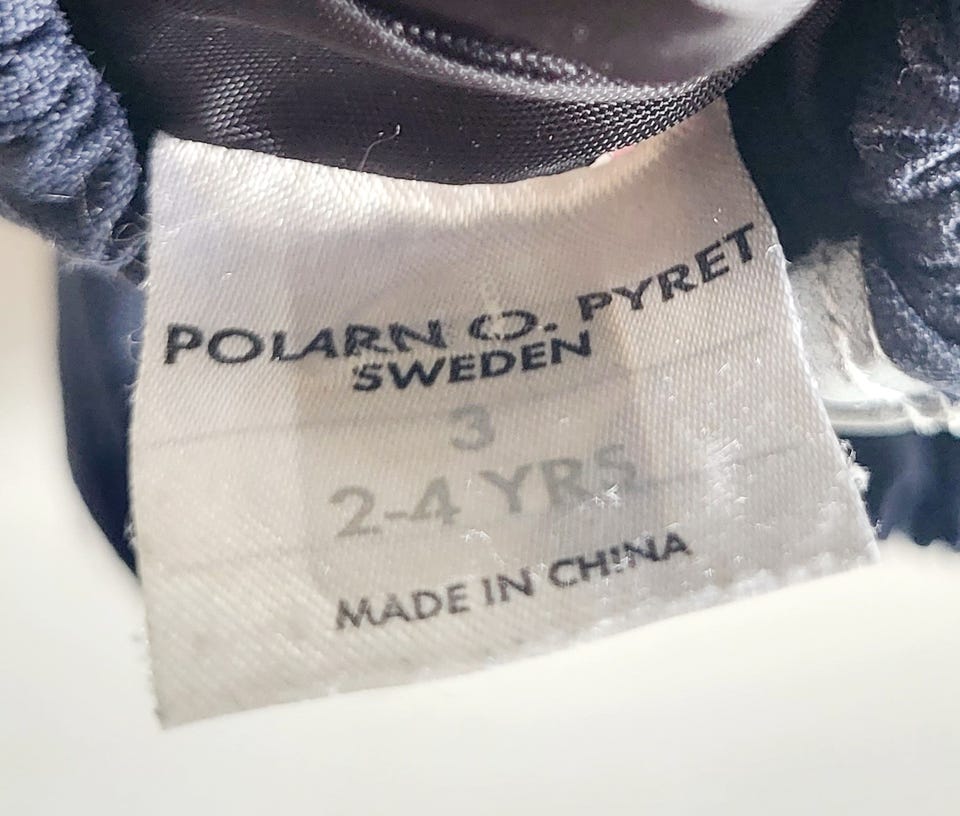 POLARN O. PYRET
SWEDEN
3
2-4 YRS
MADE IN CHINA